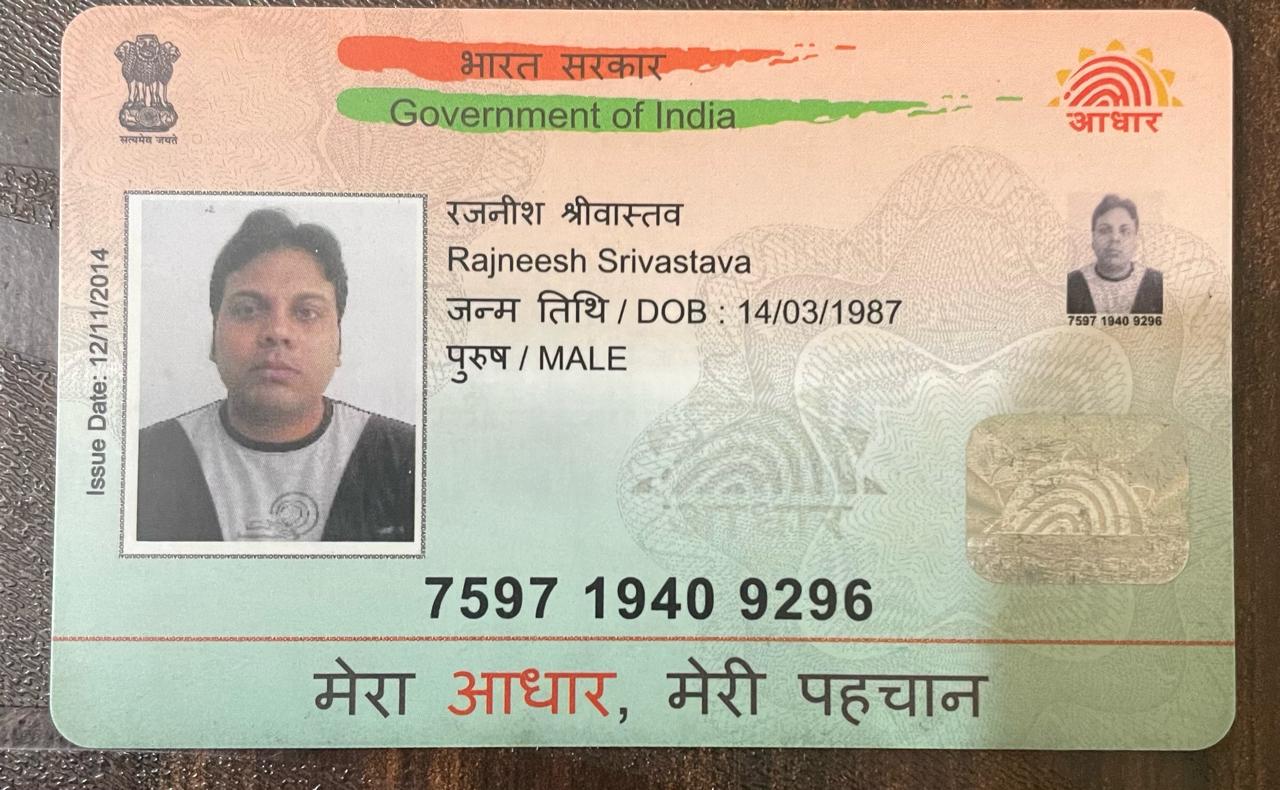 भारत सरकार
Government of India
सत्यमेव जयते
आधार
Issue Date: 12/11/2014
रजनीश श्रीवास्तव
Rajneesh Srivastava
जन्म तिथि / DOB : 14/03/1987
पुरुष / MALE
7597 1940 9296
7597 1940 9296
मेरा आधार, मेरी पहचान